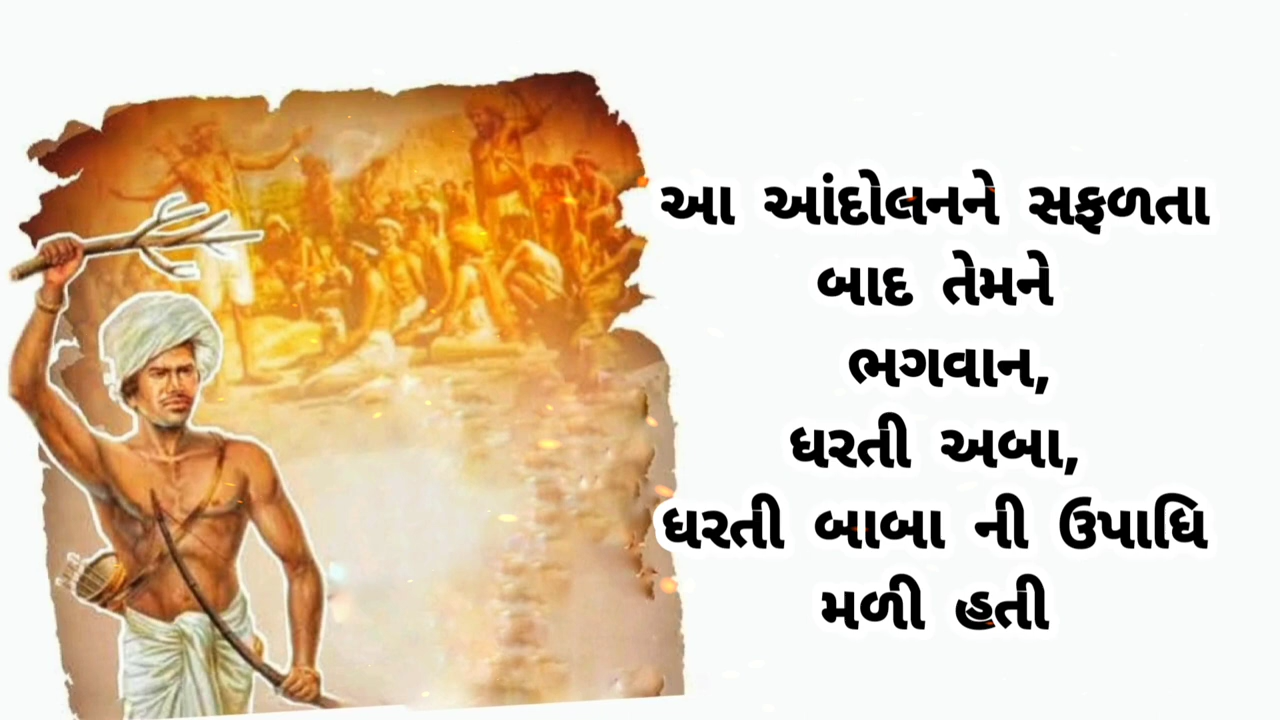 આ આંદોલનને સફળતા
બાદ તેમને
ભગવાન,
ધરતી અબા,
ધરતી બાબા ની ઉપાધિ
મળી હતી